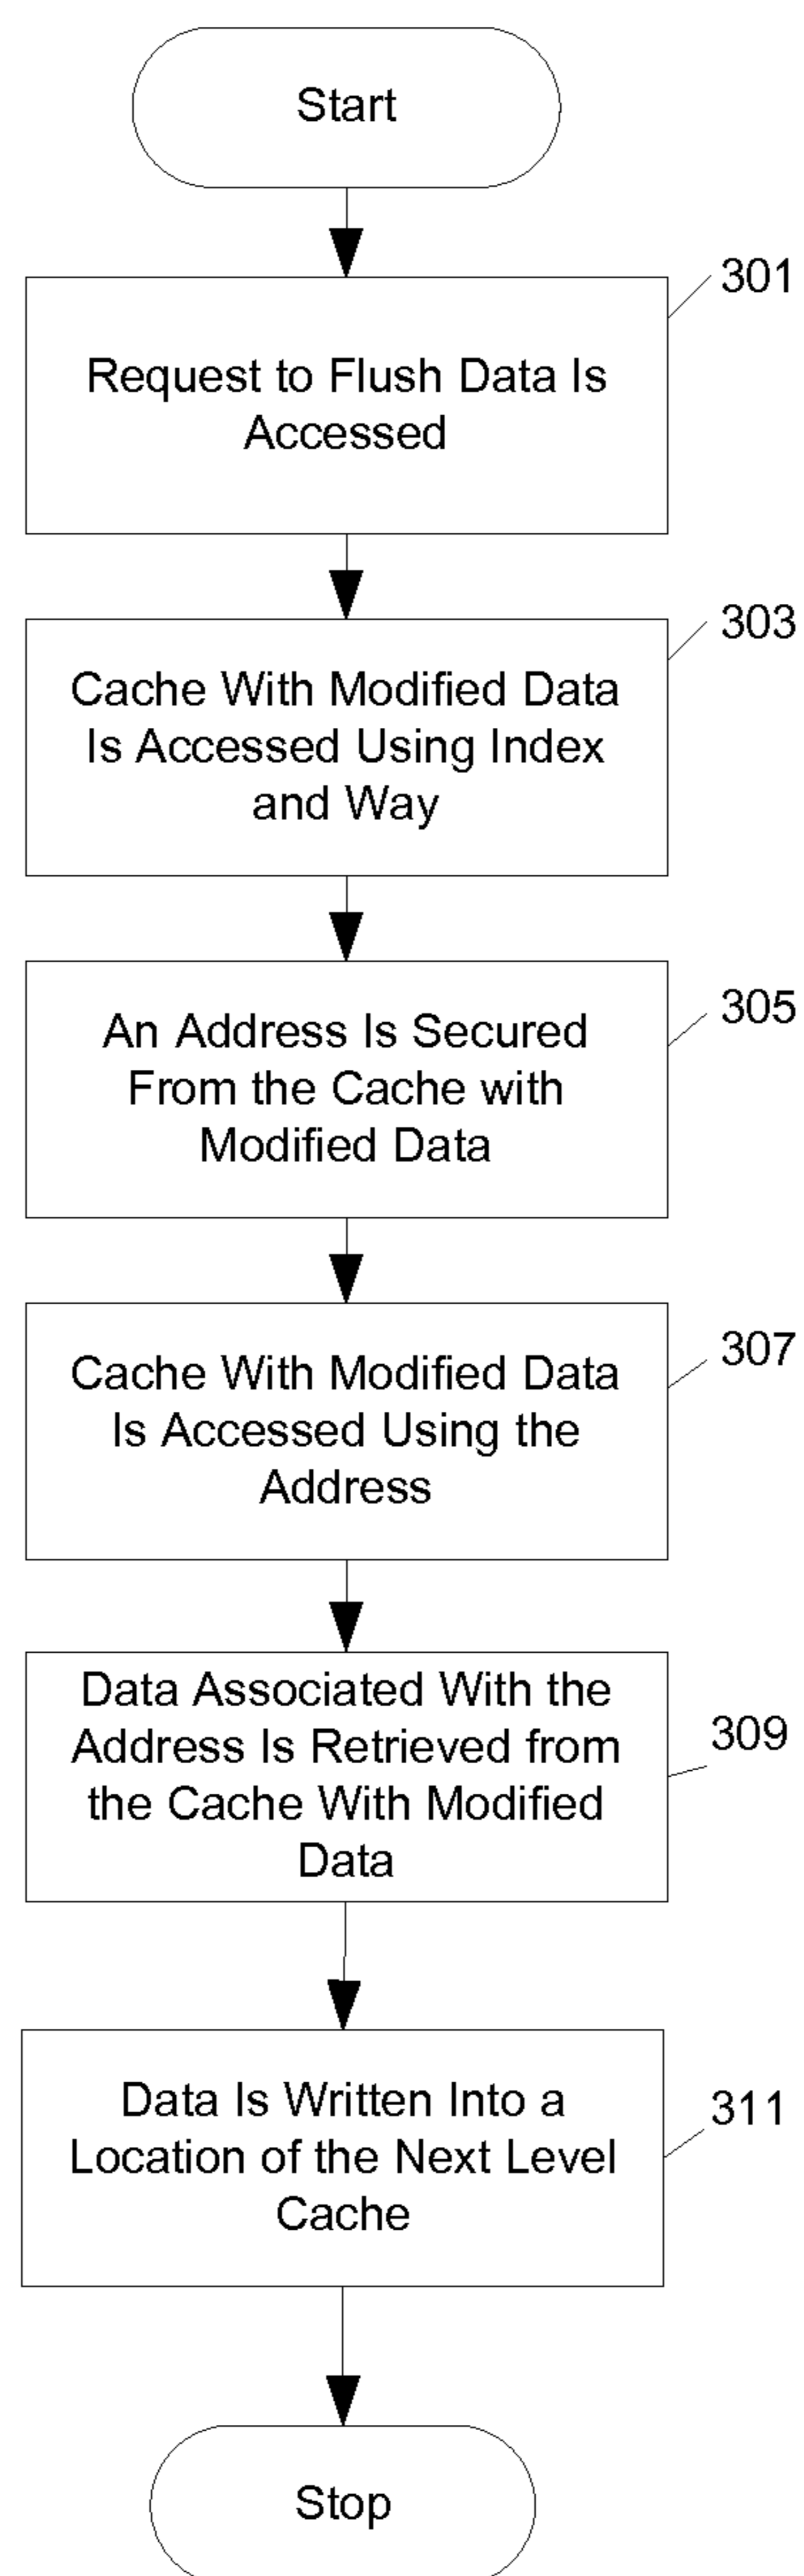 Start
301
Request to Flush Data Is
Accessed
303
Cache With Modified Data
Is Accessed Using Index
and Way
305
An Address Is Secured
From the Cache with
Modified Data
307
Cache With Modified Data
Is Accessed Using the
Address
309
Data Associated With the
Address Is Retrieved from
the Cache With Modified
Data
311
Data Is Written Into a
Location of the Next Level
Cache
Stop